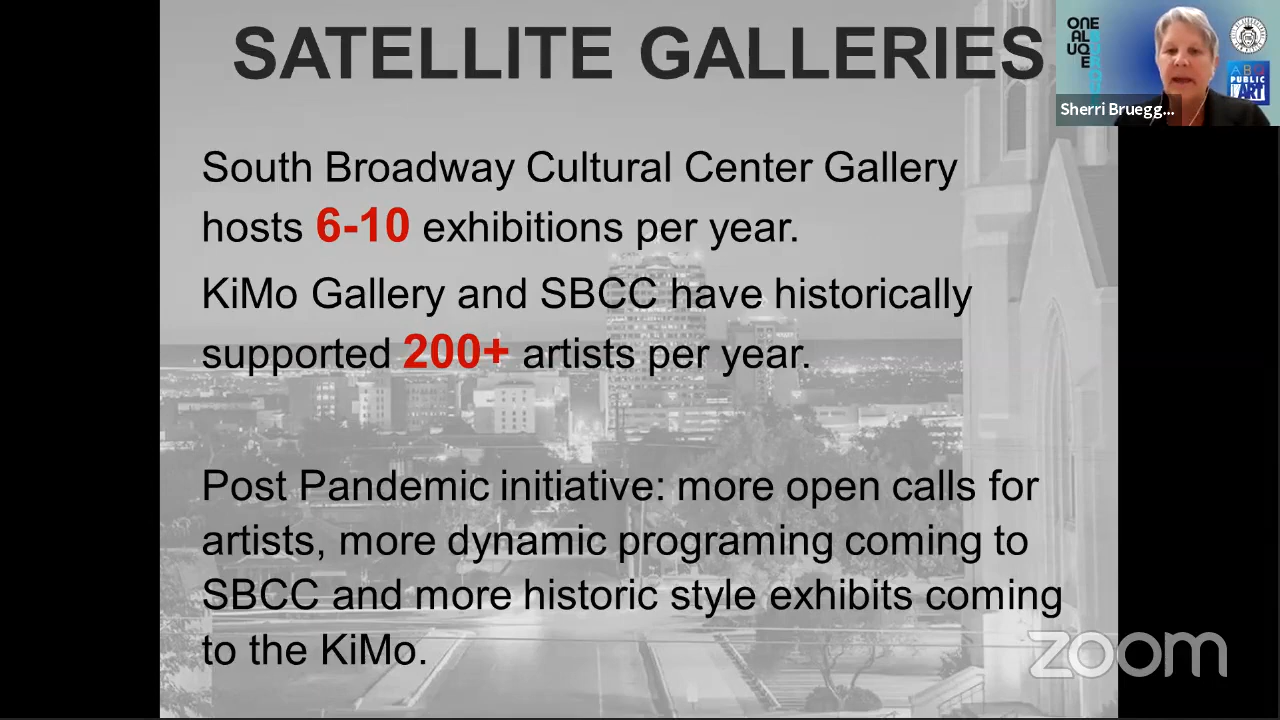 SATELLITE GALLERIES
South Broadway Cultural Center Gallery
hosts 6-10 exhibitions per year.
KiMo Gallery and SBCC have historically
supported 200+ artists per year.
Post Pandemic initiative: more open calls for
artists, more dynamic programing coming to
SBCC and more historic style exhibits coming
to the KiMo.
ONE
AL
UQE
Sherri Bruegg...
ABQ
PUBLIC
ART
zoom